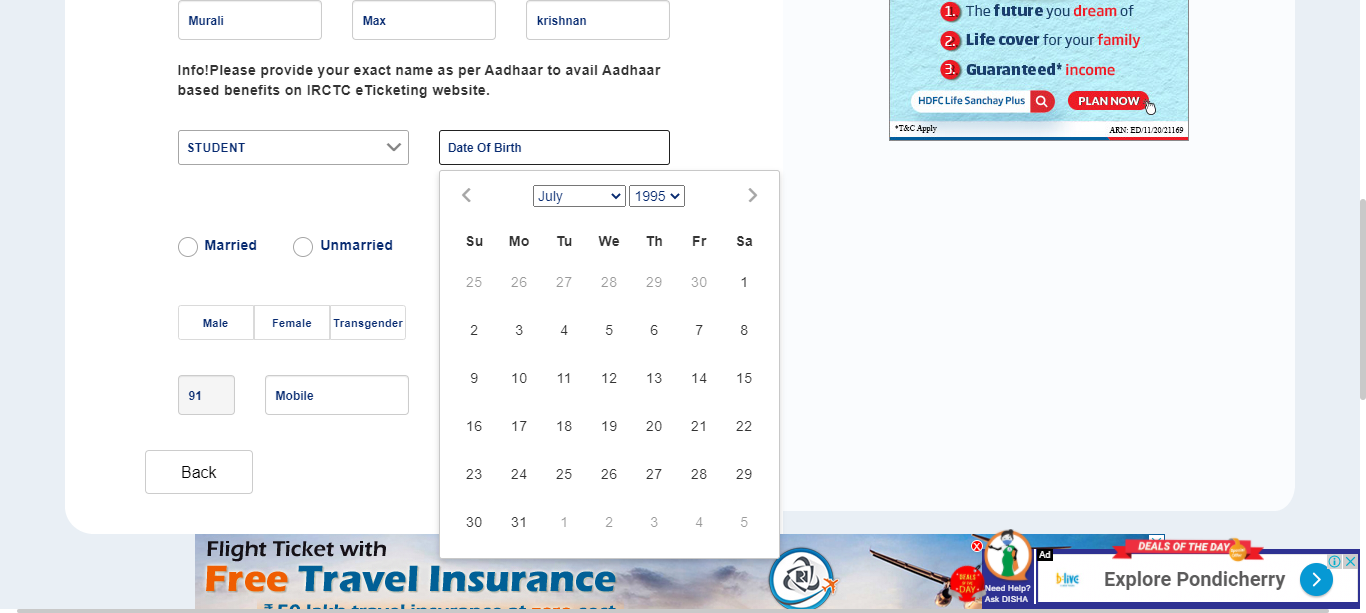 Murali Max krishnan
Info!Please provide your exact name as per Aadhaar to avail Aadhaar
based benefits on IRCTC eTicketing website.
STUDENT Date Of Birth
July 1995
Su Mo Tu We Th Fr Sa
25 26 27 28 29 30 1
2 3 4 5 6 7 8
9 10 11 12 13 14 15
16 17 18 19 20 21 22
23 24 25 26 27 28 29
30 31 1 2 3 4 5
Married Unmarried
Male Female Transgender
91 Mobile
Back
1. The future you dream of
2. Life cover for your family
3. Guaranteed* income
HDFC Life Sanchay Plus PLAN NOW
*T&C Apply ARN: ED/11/20/21169
Flight Ticket with
Free Travel Insurance
₹50 lakh travel insurance at zero cost
Need Help?
Ask DISHA
Ad
DEALS OF THE DAY
DEALS OF THE DAY
b·live
Explore Pondicherry